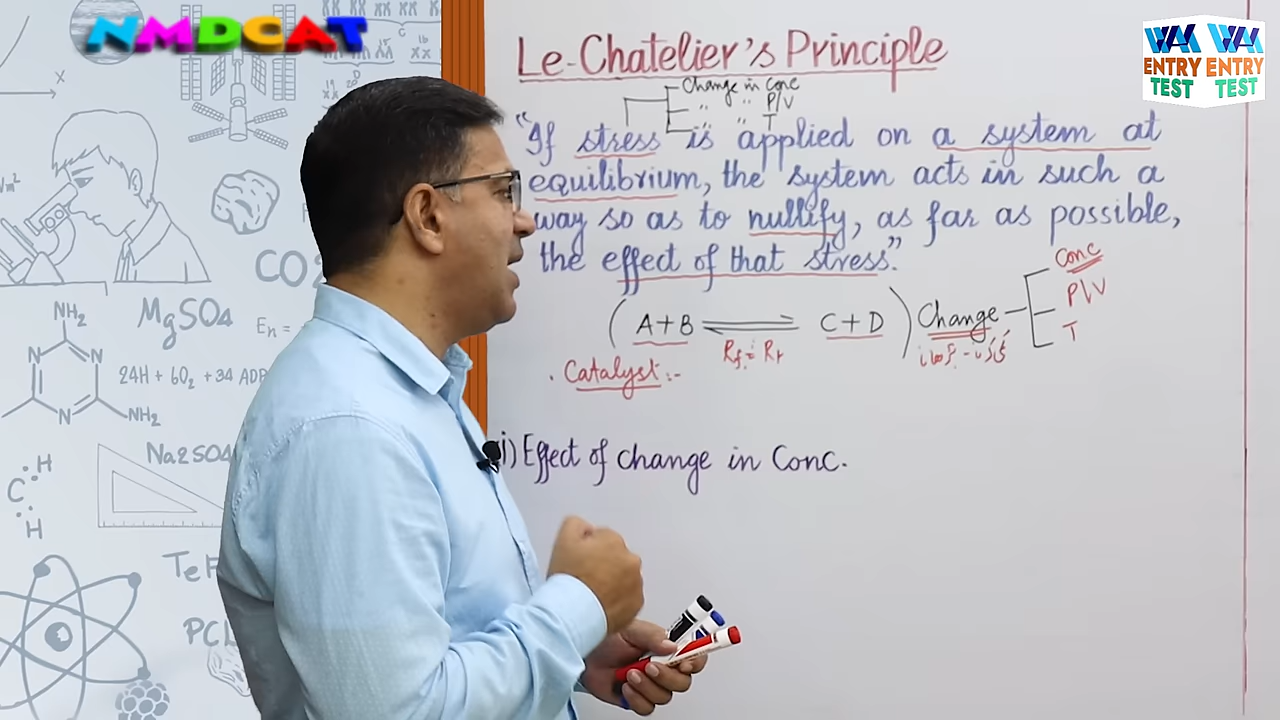 NMDCAT
WAK WAK
ENTRY ENTRY
TEST TEST
Le-Chatelier's Principle
Change in Conc
" " P/V
" " T
"If stress is applied on a system at
equilibrium, the system acts in such a
way so as to nullify, as far as possible,
the effect of that stress."
(A+B ⇌ C+D) Change
Rf = Rr
Conc
P/V
T
. Catalyst:-
i) Effect of change in Conc.
CO2
MgSO4
En =
NH2
N
N
N
NH2
24H + 6O2 + 34 ADP
Na2SO4
H
C
H
TeF
PCl
x